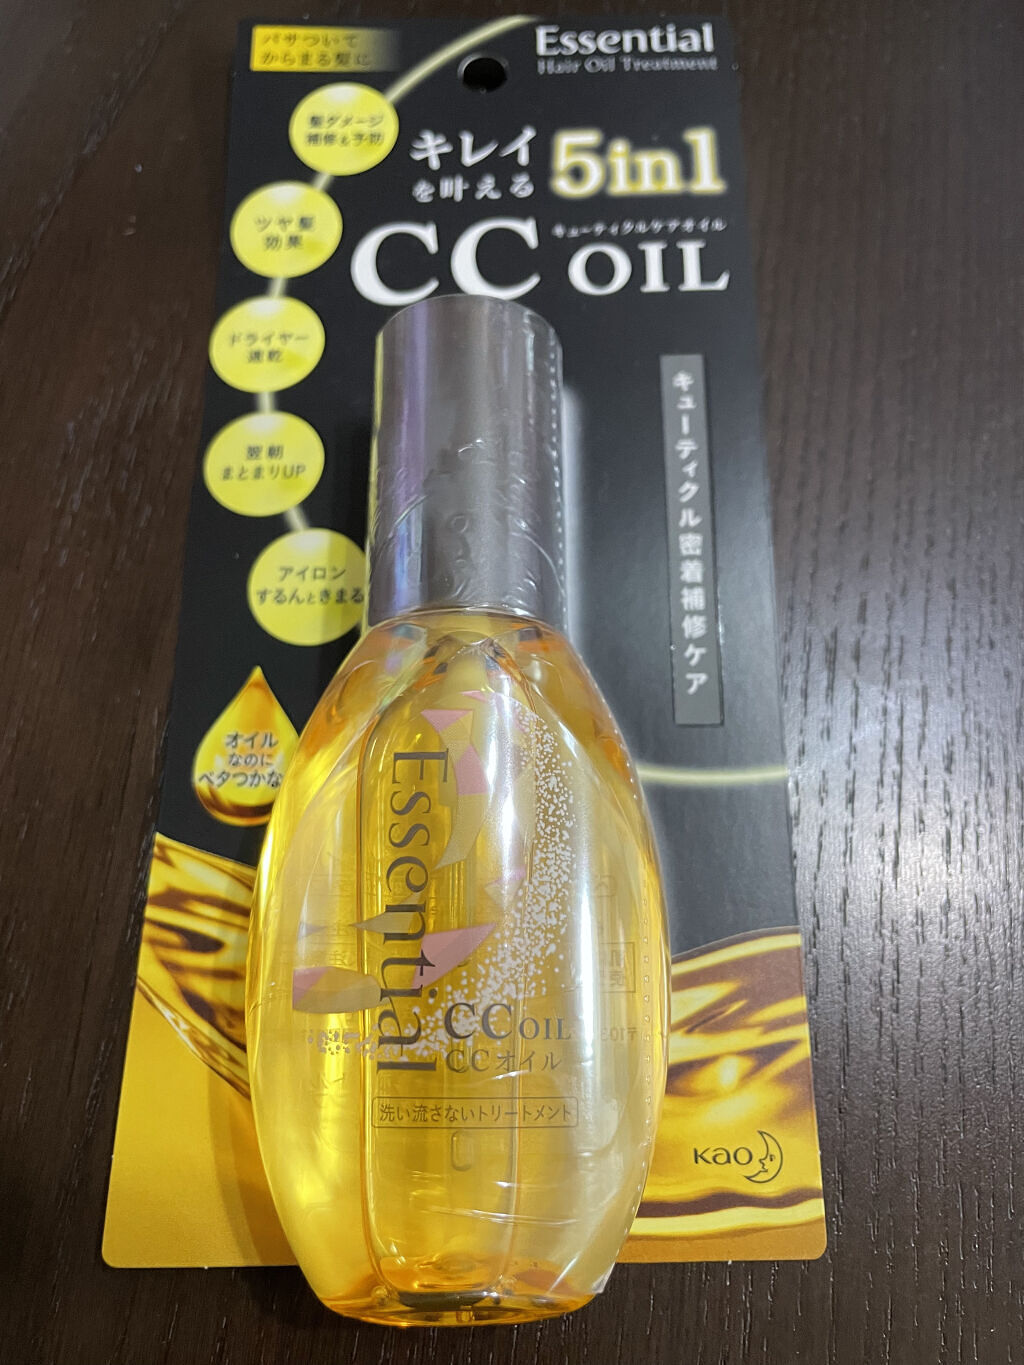 パサついて
からまる髪に
Essential
Hair Oil Treatment
髪ダメージ
補修と予防
キレイ
を叶える
5in1
ツヤ髪
効果
キューティクルケアオイル
CC OIL
ドライヤー
速乾
翌朝
まとまりUP
アイロン
するんときまる
キューティクル密着補修ケア
オイル
なのに
ベタつかな
Essential
CC OIL
CCオイル
洗い流さないトリートメント
Kao